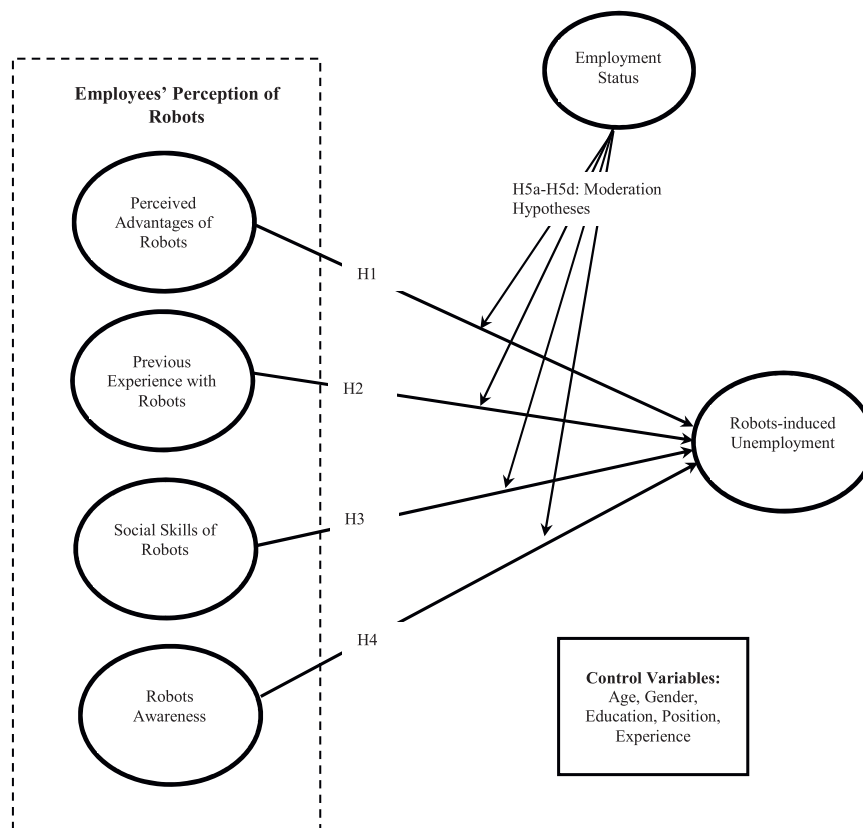 Employment
Status
Employees’ Perception of
Robots
H5a-H5d: Moderation
Hypotheses
Perceived
Advantages of
Robots
H1
Previous
Experience with
Robots
H2
Robots-induced
Unemployment
Social Skills of
Robots
H3
H4
Robots
Awareness
Control Variables:
Age, Gender,
Education, Position,
Experience